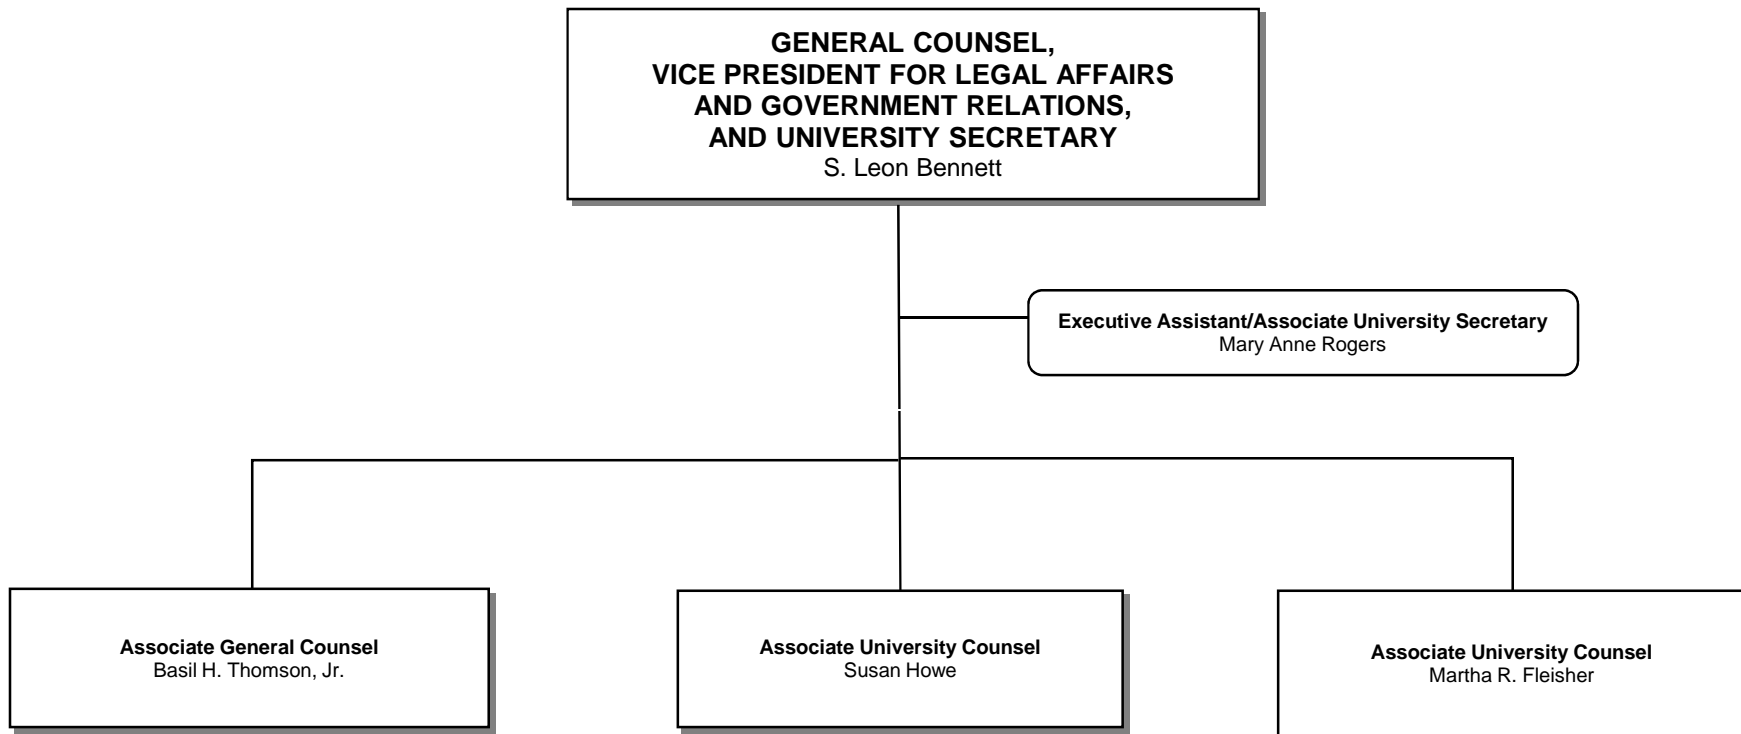 GENERAL COUNSEL,
VICE PRESIDENT FOR LEGAL AFFAIRS
AND GOVERNMENT RELATIONS,
AND UNIVERSITY SECRETARY
S. Leon Bennett
Executive Assistant/Associate University Secretary
Mary Anne Rogers
Associate General Counsel
Basil H. Thomson, Jr.
Associate University Counsel
Susan Howe
Associate University Counsel
Martha R. Fleisher